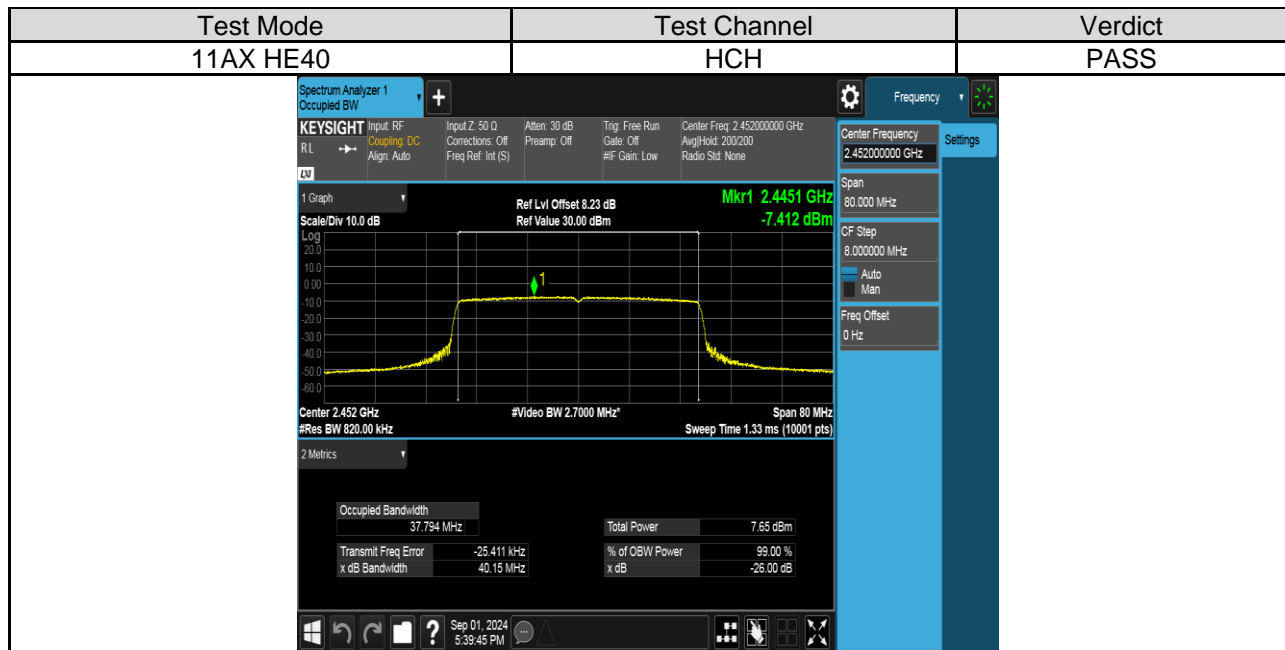 Test Mode Test Channel Verdict
11AX HE40 HCH PASS
Spectrum Analyzer 1
Occupied BW
+
Frequency
KEYSIGHT Input: RF Input Z: 50 Ω Atten: 30 dB Trig: Free Run Center Freq: 2.452000000 GHz
RL Coupling: DC Corrections: Off Preamp: Off Gate: Off Avg|Hold: 200/200
Align: Auto Freq Ref: Int (S) #IF Gain: Low Radio Std: None
LXI
Center Frequency
2.452000000 GHz
Settings
Span
80.000 MHz
CF Step
8.000000 MHz
Auto
Man
Freq Offset
0 Hz
1 Graph Ref Lvl Offset 8.23 dB Mkr1 2.4451 GHz
Scale/Div 10.0 dB Ref Value 30.00 dBm -7.412 dBm
Log
20.0
10.0
0.00
1
-10.0
-20.0
-30.0
-40.0
-50.0
-60.0
Center 2.452 GHz #Video BW 2.7000 MHz* Span 80 MHz
#Res BW 820.00 kHz Sweep Time 1.33 ms (10001 pts)
2 Metrics
Occupied Bandwidth
37.794 MHz Total Power 7.65 dBm
Transmit Freq Error -25.411 kHz % of OBW Power 99.00 %
x dB Bandwidth 40.15 MHz x dB -26.00 dB
? Sep 01, 2024
5:39:45 PM